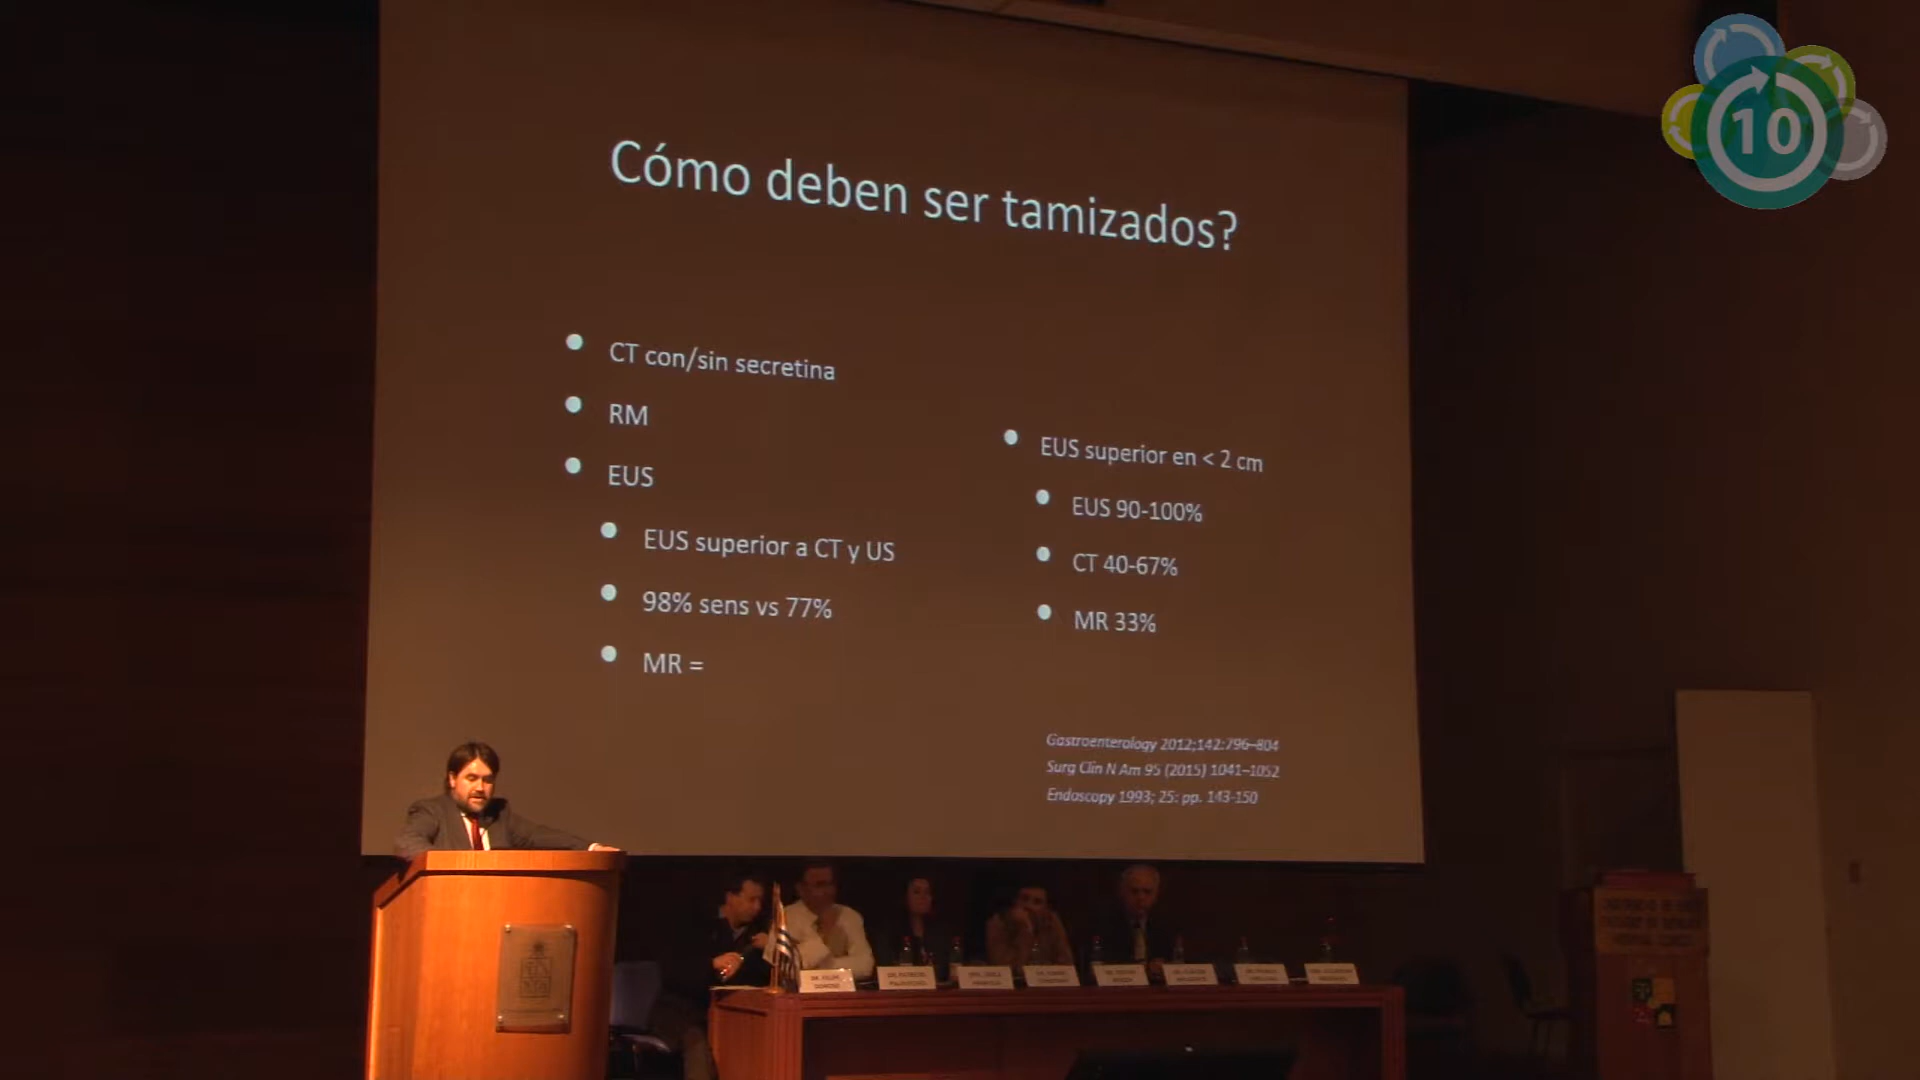 10
Cómo deben ser tamizados?
CT con/sin secretina
RM
EUS
EUS superior a CT y US
98% sens vs 77%
MR =
EUS superior en < 2 cm
EUS 90-100%
CT 40-67%
MR 33%
Gastroenterology 2012;142:796–804
Surg Clin N Am 95 (2015) 1041–1052
Endoscopy 1993; 25: pp. 143-150